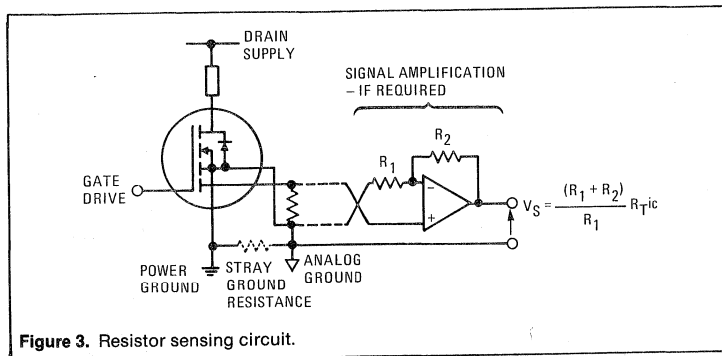 DRAIN
SUPPLY
SIGNAL AMPLIFICATION
– IF REQUIRED
R2
R1
GATE
DRIVE
–
+
VS = (R1 + R2) / R1 RTic
POWER
GROUND
STRAY
GROUND
RESISTANCE
ANALOG
GROUND
Figure 3. Resistor sensing circuit.